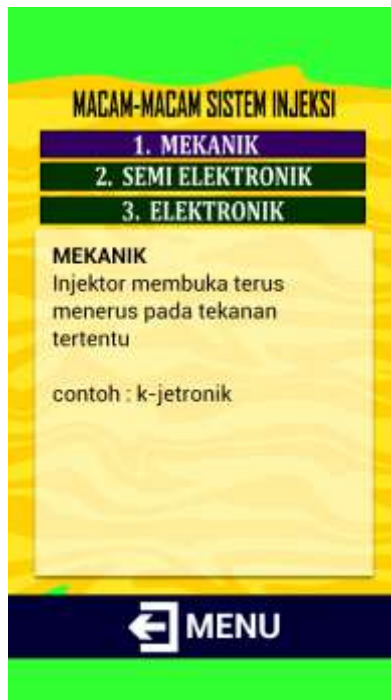 MACAM-MACAM SISTEM INJEKSI
1. MEKANIK
2. SEMI ELEKTRONIK
3. ELEKTRONIK
MEKANIK
Injektor membuka terus
menerus pada tekanan
tertentu
contoh : k-jetronik
MENU